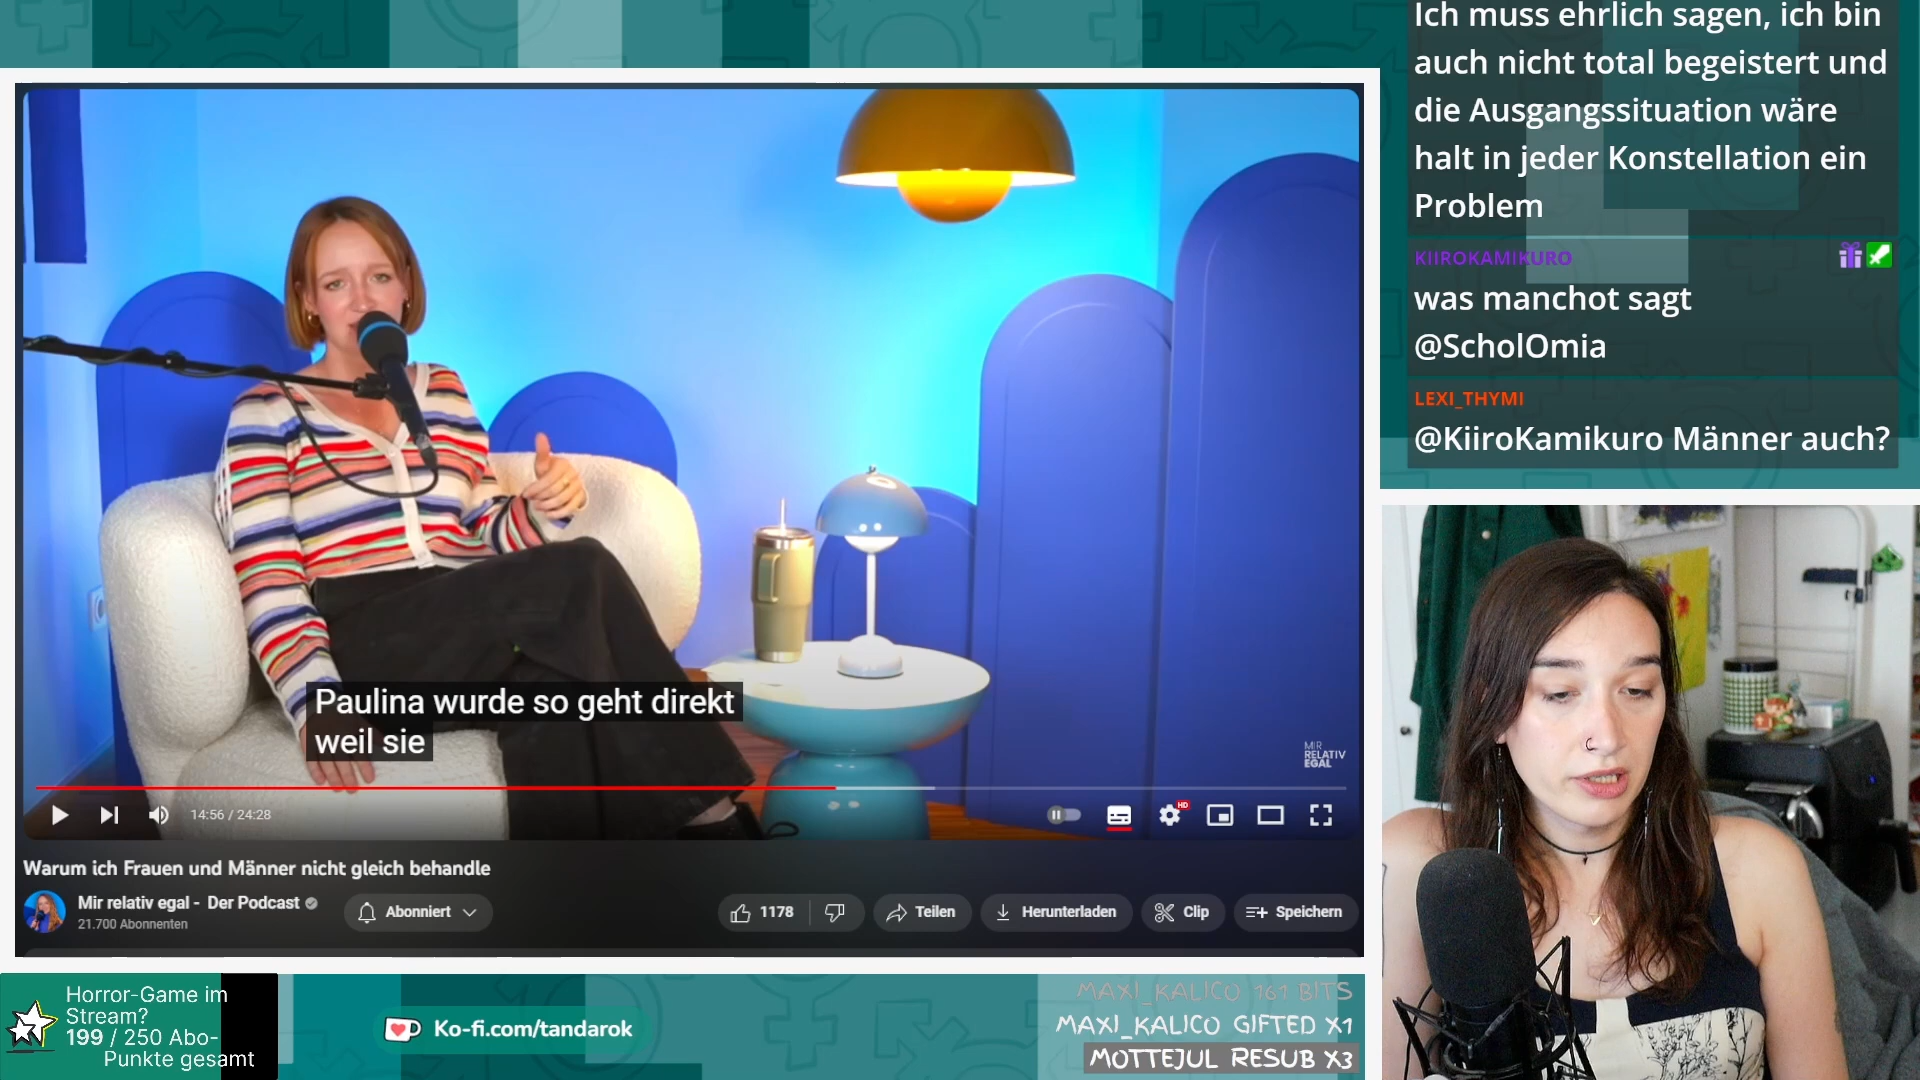 Ich muss ehrlich sagen, ich bin
auch nicht total begeistert und
die Ausgangssituation wäre
halt in jeder Konstellation ein
Problem
KIIROKAMIKURO
was manchot sagt
@ScholOmia
LEXI_THYMI
@KiiroKamikuro Männer auch?
Paulina wurde so geht direkt
weil sie
MIR
RELATIV
EGAL
14:56 / 24:28
HD
Warum ich Frauen und Männer nicht gleich behandle
Mir relativ egal - Der Podcast
21.700 Abonnenten
Abonniert
1178
Teilen
Herunterladen
Clip
Speichern
Horror-Game im
Stream?
199 / 250 Abo-
Punkte gesamt
Ko-fi.com/tandarok
MAXI_KALICO 161 BITS
MAXI_KALICO GIFTED X1
MOTTEJUL RESUB X3